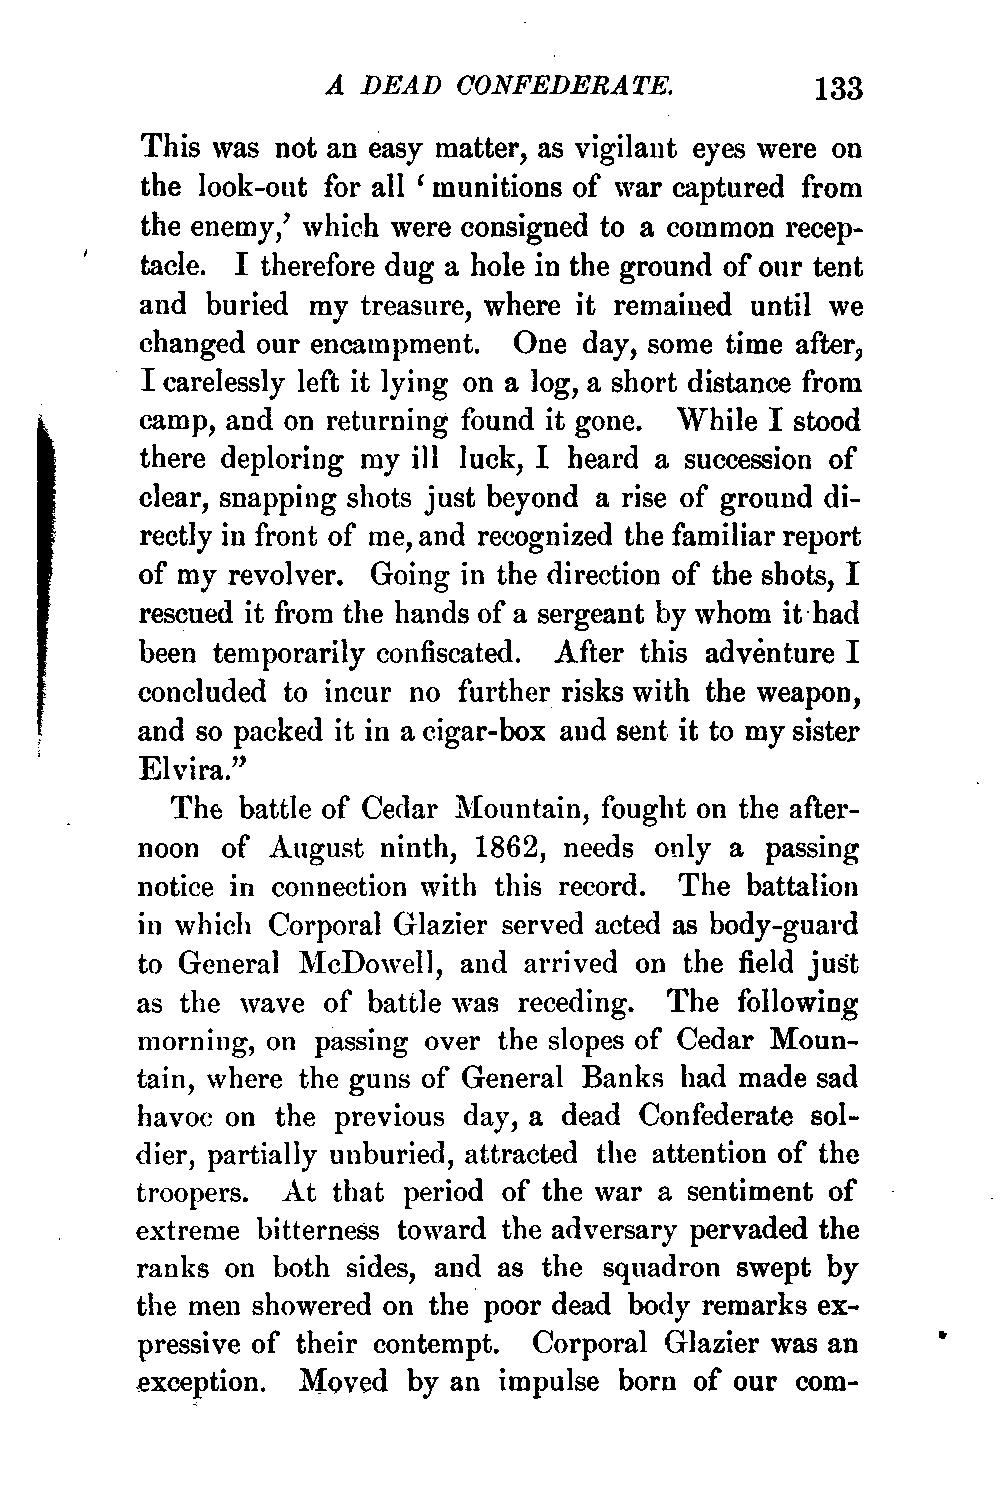 A DEAD CONFEDERATE. 133
This was not an easy matter, as vigilant eyes were on
the look-out for all ‘ munitions of war captured from
the enemy,’ which were consigned to a common recep-
tacle. I therefore dug a hole in the ground of our tent
and buried my treasure, where it remained until we
changed our encampment. One day, some time after,
I carelessly left it lying on a log, a short distance from
camp, and on returning found it gone. While I stood
there deploring my ill luck, I heard a succession of
clear, snapping shots just beyond a rise of ground di-
rectly in front of me, and recognized the familiar report
of my revolver. Going in the direction of the shots, I
rescued it from the hands of a sergeant by whom it had
been temporarily confiscated. After this adventure I
concluded to incur no further risks with the weapon,
and so packed it in a cigar-box and sent it to my sister
Elvira.”
The battle of Cedar Mountain, fought on the after-
noon of August ninth, 1862, needs only a passing
notice in connection with this record. The battalion
in which Corporal Glazier served acted as body-guard
to General McDowell, and arrived on the field just
as the wave of battle was receding. The following
morning, on passing over the slopes of Cedar Moun-
tain, where the guns of General Banks had made sad
havoc on the previous day, a dead Confederate sol-
dier, partially unburied, attracted the attention of the
troopers. At that period of the war a sentiment of
extreme bitterness toward the adversary pervaded the
ranks on both sides, and as the squadron swept by
the men showered on the poor dead body remarks ex-
pressive of their contempt. Corporal Glazier was an
exception. Moved by an impulse born of our com-